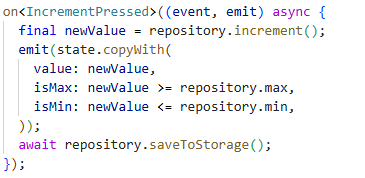 on<IncrementPressed>((event, emit) async {
  final newValue = repository.increment();
  emit(state.copyWith(
    value: newValue,
    isMax: newValue >= repository.max,
    isMin: newValue <= repository.min,
  ));
  await repository.saveToStorage();
});